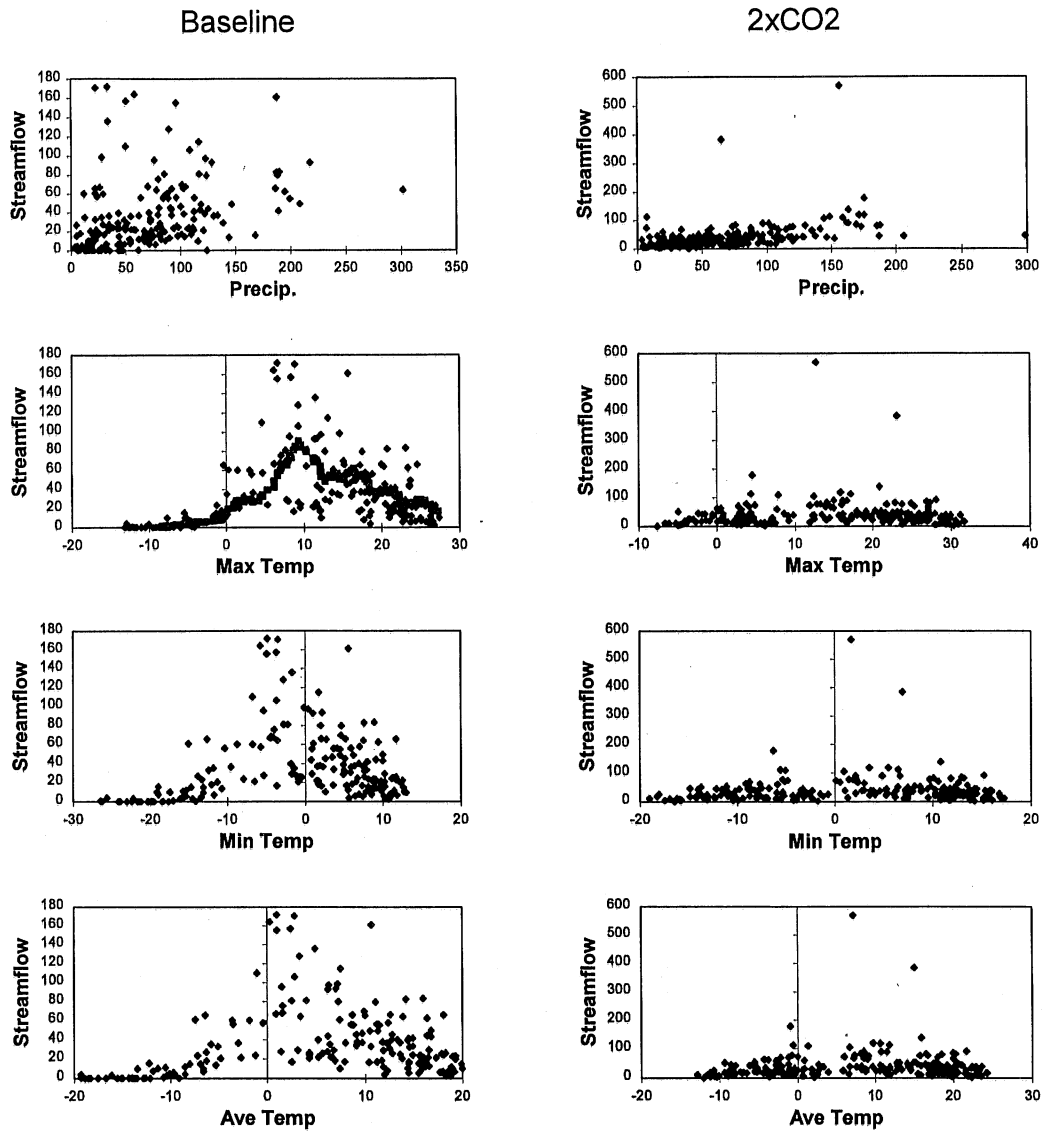 Baseline
2xCO2
Streamflow
180
160
140
120
100
80
60
40
20
0
0 50 100 150 200 250 300 350
Precip.
Streamflow
600
500
400
300
200
100
0
0 50 100 150 200 250 300
Precip.
Streamflow
180
160
140
120
100
80
60
40
20
0
-20 -10 0 10 20 30
Max Temp
Streamflow
600
500
400
300
200
100
0
-10 0 10 20 30 40
Max Temp
Streamflow
180
160
140
120
100
80
60
40
20
0
-30 -20 -10 0 10 20
Min Temp
Streamflow
600
500
400
300
200
100
0
-20 -10 0 10 20
Min Temp
Streamflow
180
160
140
120
100
80
60
40
20
0
-20 -10 0 10 20
Ave Temp
Streamflow
600
500
400
300
200
100
0
-20 -10 0 10 20 30
Ave Temp